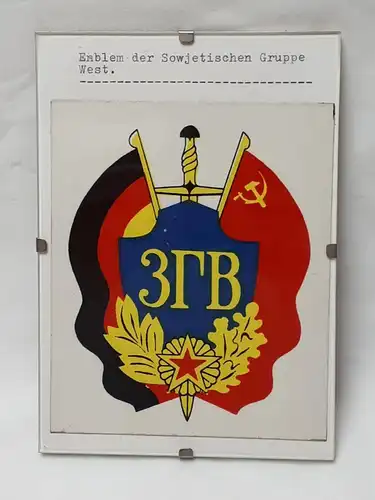 Emblem der Sowjetischen Gruppe
West.
ЗГВ